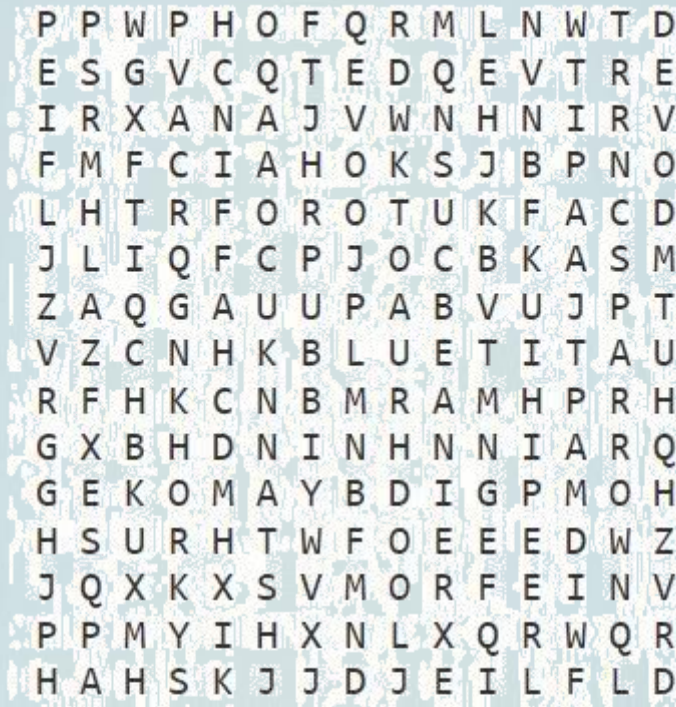 P P W P H O F Q R M L N W T D
E S G V C Q T E D Q E V T R E
I R X A N A J V W N H N I R V
F M F C I A H O K S J B P N O
L H T R F O R O T U K F A C D
J L I Q F C P J O C B K A S M
Z A Q G A U U P A B V U J P T
V Z C N H K B L U E T I T A U
R F H K C N B M R A M H P R H
G X B H D N I N H N N I A R Q
G E K O M A Y B D I G P M O H
H S U R H T W F O E E E D W Z
J Q X K X S V M O R F E I N V
P P M Y I H X N L X Q R W Q R
H A H S K J J D J E I L F L D